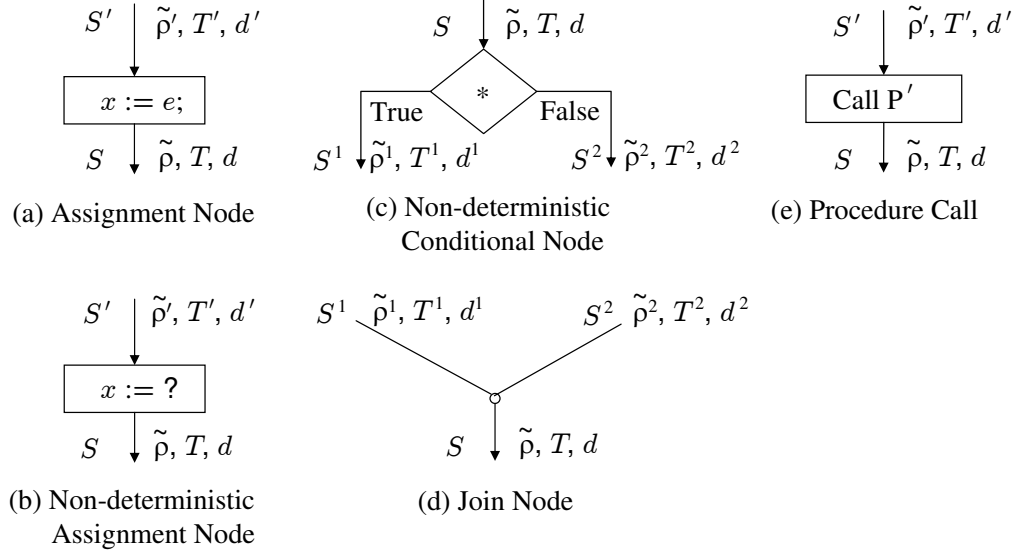 S′ ρ̃′, T′, d′
x := e;
S ρ̃, T, d
(a) Assignment Node
S ρ̃, T, d
*
True False
S¹ ρ̃¹, T¹, d¹ S² ρ̃², T², d²
(c) Non-deterministic
Conditional Node
S′ ρ̃′, T′, d′
Call P′
S ρ̃, T, d
(e) Procedure Call
S′ ρ̃′, T′, d′
x := ?
S ρ̃, T, d
(b) Non-deterministic
Assignment Node
S¹ ρ̃¹, T¹, d¹ S² ρ̃², T², d²
S ρ̃, T, d
(d) Join Node